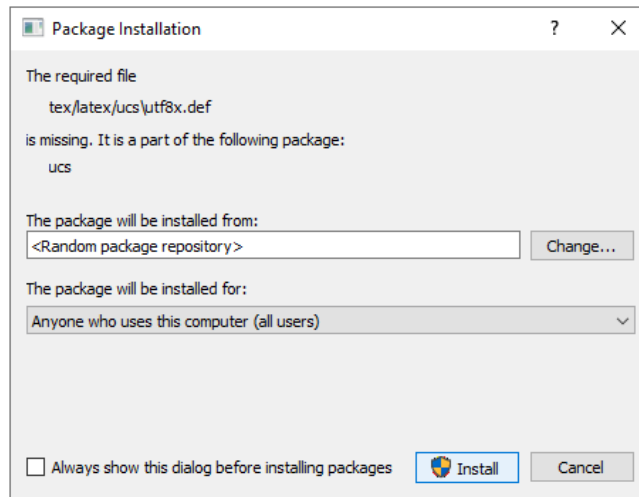 Package Installation
?
The required file
tex/latex/ucs\utf8x.def
is missing. It is a part of the following package:
ucs
The package will be installed from:
<Random package repository>
Change...
The package will be installed for:
Anyone who uses this computer (all users)
Always show this dialog before installing packages
Install
Cancel